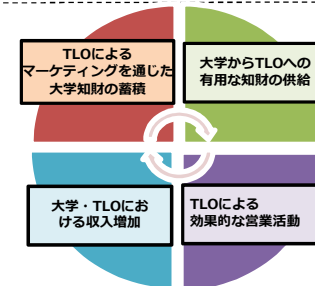 TLOによる
マーケティングを通じた
大学知財の蓄積
大学からTLOへの
有用な知財の供給
大学・TLOにお
ける収入増加
TLOによる
効果的な営業活動